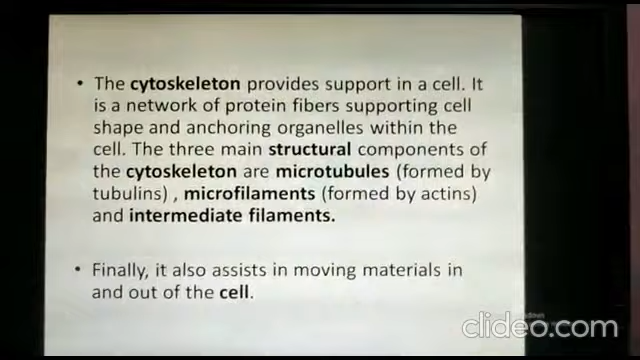 • The cytoskeleton provides support in a cell. It
is a network of protein fibers supporting cell
shape and anchoring organelles within the
cell. The three main structural components of
the cytoskeleton are microtubules (formed by
tubulins) , microfilaments (formed by actins)
and intermediate filaments.
• Finally, it also assists in moving materials in
and out of the cell.
clideo.com